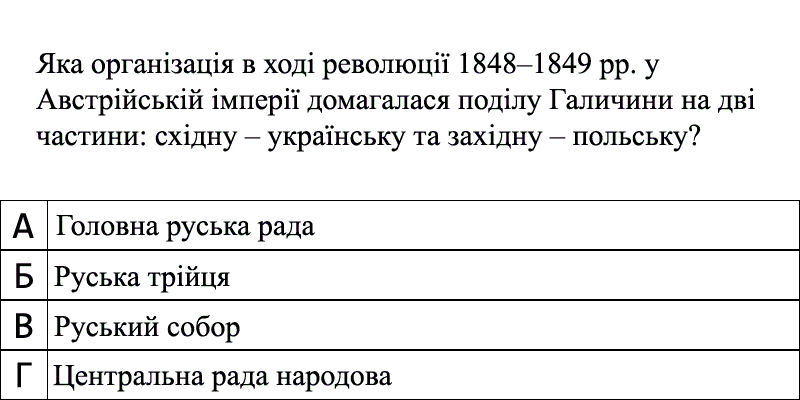 Яка організація в ході революції 1848–1849 рр. у
Австрійській імперії домагалася поділу Галичини на дві
частини: східну – українську та західну – польську?
А Головна руська рада
Б Руська трійця
В Руський собор
Г Центральна рада народова